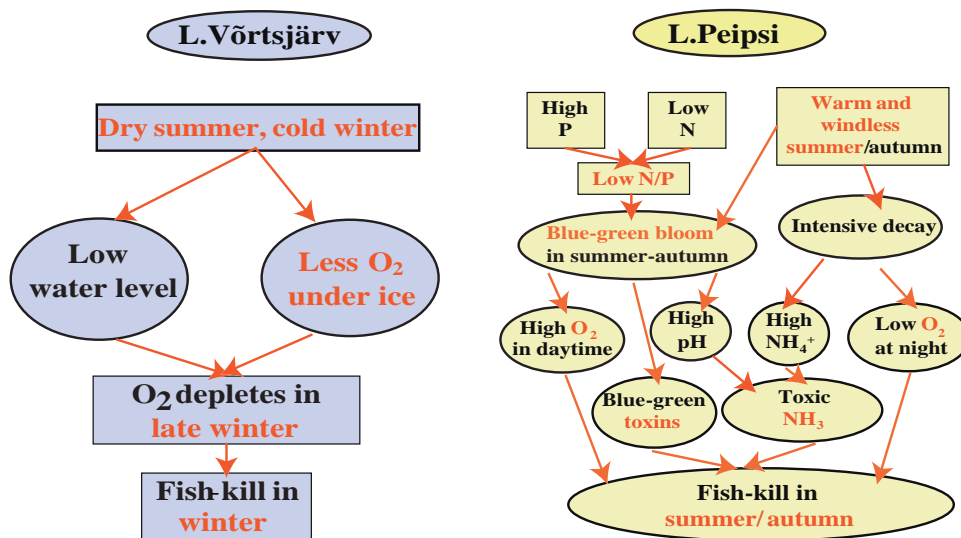 L.Võrtsjärv
Dry summer, cold winter
Low
water level
Less O₂
under ice
O₂ depletes in
late winter
Fish-kill in
winter
L.Peipsi
High
P
Low
N
Warm and
windless
summer/autumn
Low N/P
Blue-green bloom
in summer-autumn
Intensive decay
High O₂
in daytime
High
pH
High
NH₄⁺
Low O₂
at night
Blue-green
toxins
Toxic
NH₃
Fish-kill in
summer/ autumn